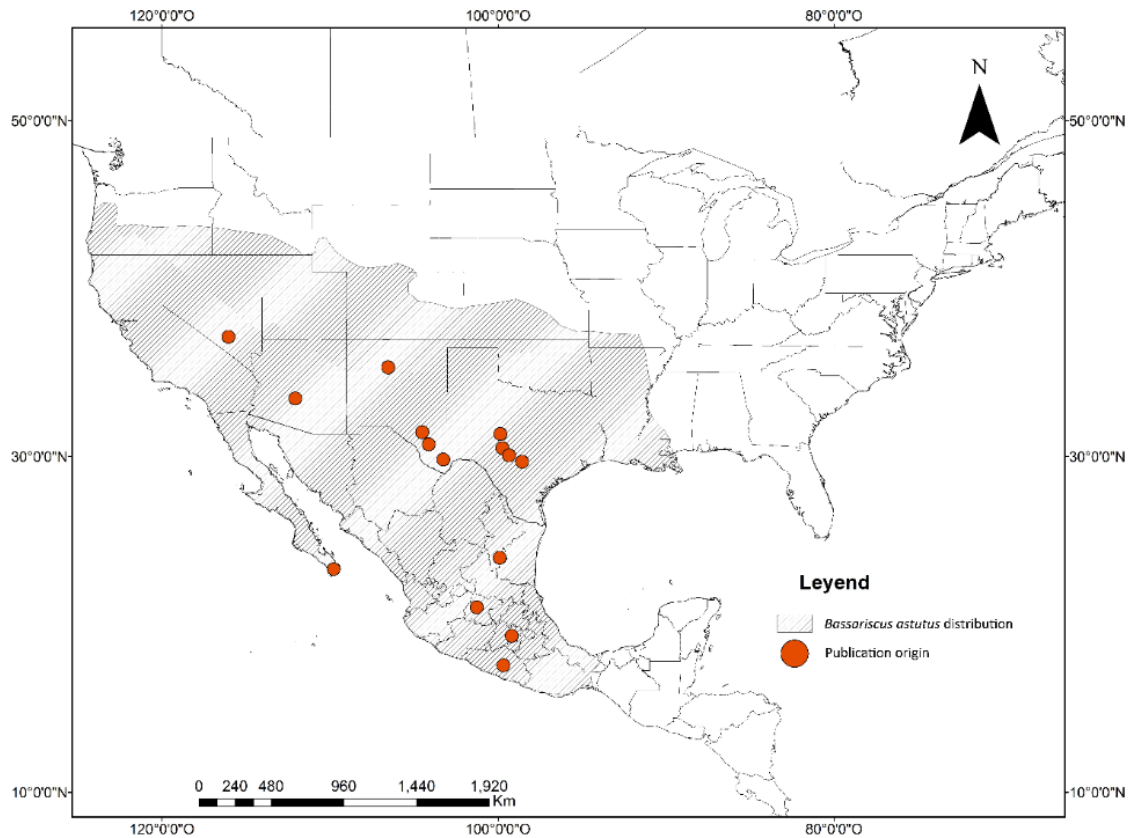 120°0'0"O 100°0'0"O 80°0'0"O
N
50°0'0"N 50°0'0"N
30°0'0"N 30°0'0"N
Leyend
Bassariscus astutus distribution
Publication origin
0 240 480 960 1,440 1,920
Km
10°0'0"N 10°0'0"N
120°0'0"O 100°0'0"O 80°0'0"O